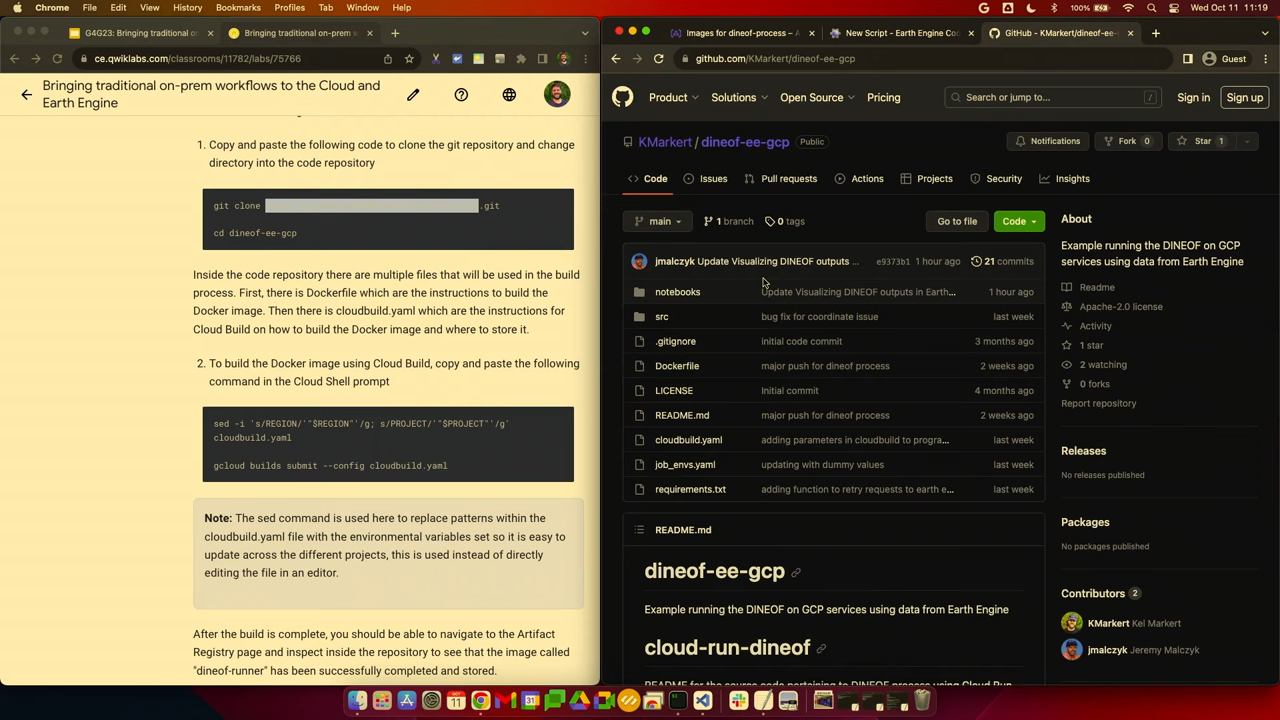 Chrome File Edit View History Bookmarks Profiles Tab Window Help
100% Wed Oct 11 11:19
G4G23: Bringing traditional on
Bringing traditional on-prem w
ce.qwiklabs.com/classrooms/11782/labs/75766
Bringing traditional on-prem workflows to the Cloud and
Earth Engine
1. Copy and paste the following code to clone the git repository and change
directory into the code repository
git clone .git
cd dineof-ee-gcp
Inside the code repository there are multiple files that will be used in the build
process. First, there is Dockerfile which are the instructions to build the
Docker image. Then there is cloudbuild.yaml which are the instructions for
Cloud Build on how to build the Docker image and where to store it.
2. To build the Docker image using Cloud Build, copy and paste the following
command in the Cloud Shell prompt
sed -i 's/REGION/'"$REGION"'/g; s/PROJECT/'"$PROJECT"'/g'
cloudbuild.yaml
gcloud builds submit --config cloudbuild.yaml
Note: The sed command is used here to replace patterns within the
cloudbuild.yaml file with the environmental variables set so it is easy to
update across the different projects, this is used instead of directly
editing the file in an editor.
After the build is complete, you should be able to navigate to the Artifact
Registry page and inspect inside the repository to see that the image called
"dineof-runner" has been successfully completed and stored.
Images for dineof-process – A
New Script - Earth Engine Co
GitHub - KMarkert/dineof-ee-
github.com/KMarkert/dineof-ee-gcp
Guest
Product Solutions Open Source Pricing
Search or jump to... /
Sign in Sign up
KMarkert / dineof-ee-gcp Public
Notifications Fork 0 Star 1
Code Issues Pull requests Actions Projects Security Insights
main 1 branch 0 tags Go to file Code
jmalczyk Update Visualizing DINEOF outputs ... e9373b1 1 hour ago 21 commits
notebooks Update Visualizing DINEOF outputs in Earth... 1 hour ago
src bug fix for coordinate issue last week
.gitignore initial code commit 3 months ago
Dockerfile major push for dineof process 2 weeks ago
LICENSE Initial commit 4 months ago
README.md major push for dineof process 2 weeks ago
cloudbuild.yaml adding parameters in cloudbuild to progra... last week
job_envs.yaml updating with dummy values last week
requirements.txt adding function to retry requests to earth e... last week
README.md
dineof-ee-gcp
Example running the DINEOF on GCP services using data from Earth Engine
cloud-run-dineof
About
Example running the DINEOF on GCP
services using data from Earth Engine
Readme
Apache-2.0 license
Activity
1 star
2 watching
0 forks
Report repository
Releases
No releases published
Packages
No packages published
Contributors 2
KMarkert Kel Markert
jmalczyk Jeremy Malczyk